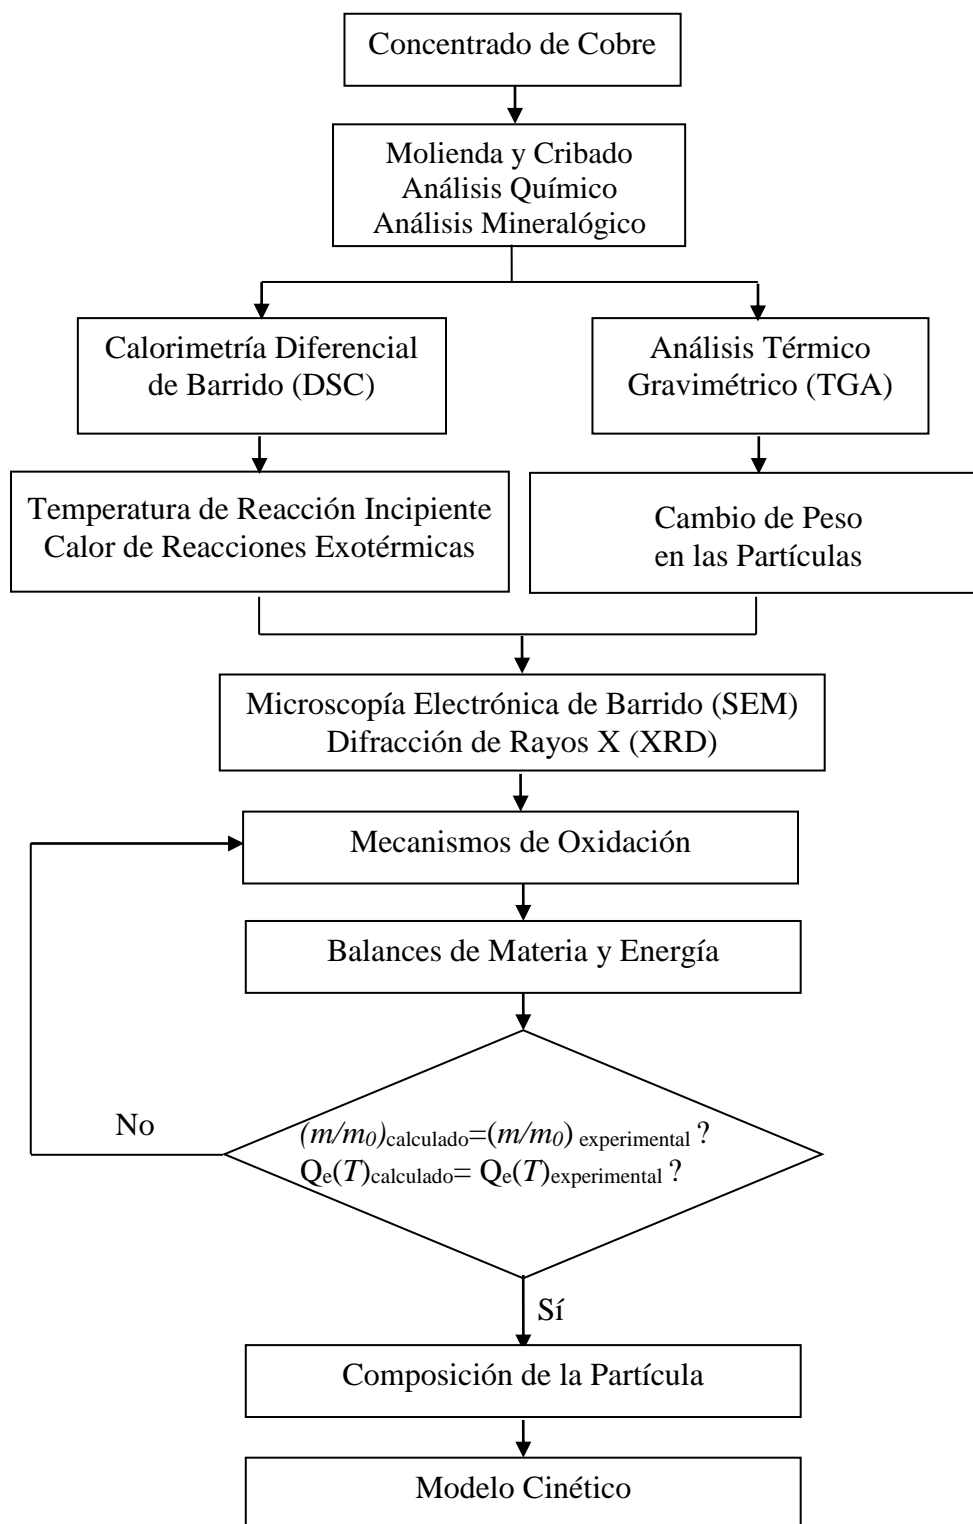 Concentrado de Cobre
Molienda y Cribado
Análisis Químico
Análisis Mineralógico
Calorimetría Diferencial
de Barrido (DSC)
Análisis Térmico
Gravimétrico (TGA)
Temperatura de Reacción Incipiente
Calor de Reacciones Exotérmicas
Cambio de Peso
en las Partículas
Microscopía Electrónica de Barrido (SEM)
Difracción de Rayos X (XRD)
Mecanismos de Oxidación
Balances de Materia y Energía
No
(m/m0)calculado=(m/m0) experimental ?
Qe(T)calculado= Qe(T)experimental ?
Sí
Composición de la Partícula
Modelo Cinético